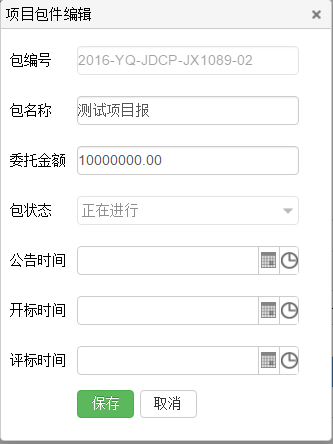 项目包件编辑
包编号 2016-YQ-JDCP-JX1089-02
包名称 测试项目报
委托金额 10000000.00
包状态 正在进行
公告时间
开标时间
评标时间
保存 取消